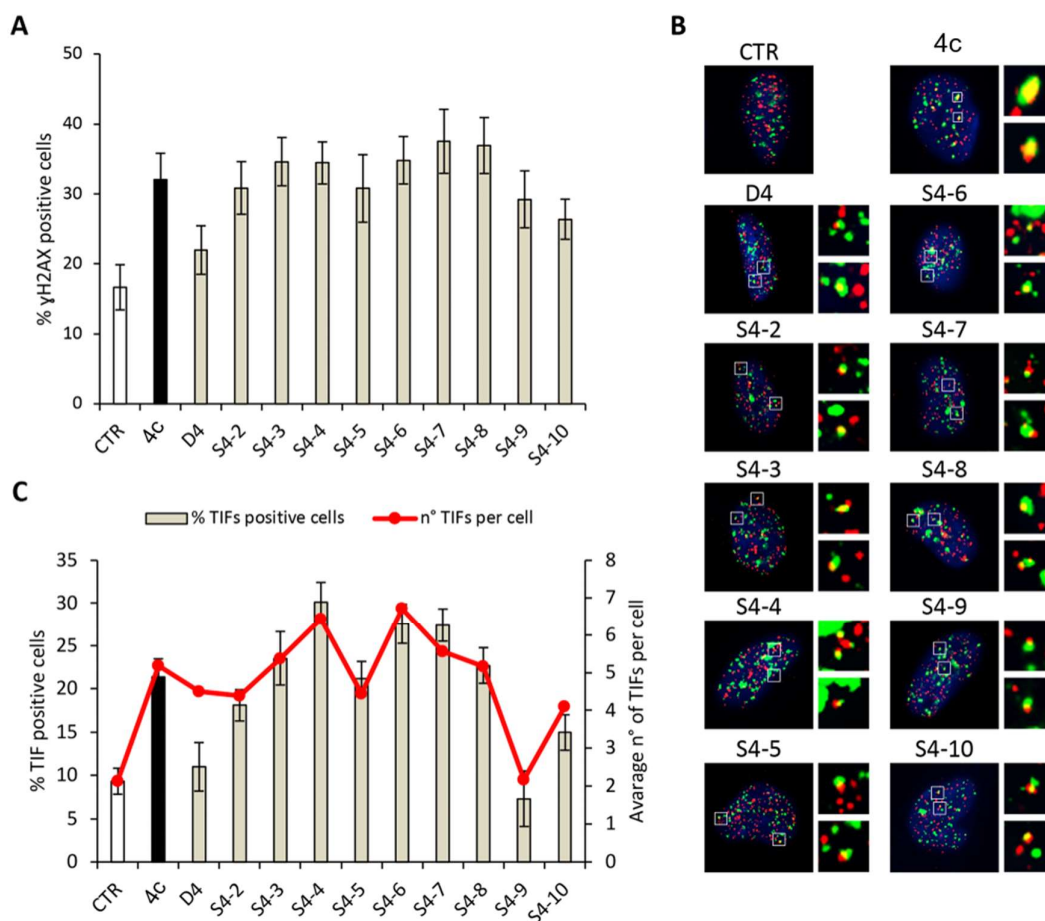 A
% γH2AX positive cells
50
40
30
20
10
0
CTR
4c
D4
S4-2
S4-3
S4-4
S4-5
S4-6
S4-7
S4-8
S4-9
S4-10
B
CTR
4c
D4
S4-6
S4-2
S4-7
S4-3
S4-8
S4-4
S4-9
S4-5
S4-10
C
% TIFs positive cells
n° TIFs per cell
% TIF positive cells
35
30
25
20
15
10
5
0
8
7
6
5
4
3
2
1
0
Avarage n° of TIFs per cell
CTR
4c
D4
S4-2
S4-3
S4-4
S4-5
S4-6
S4-7
S4-8
S4-9
S4-10